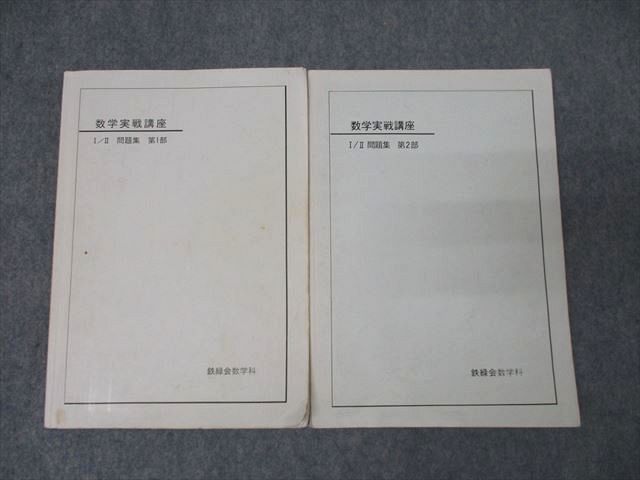 数学実戦講座
I／II 問題集 第1部
鉄緑会数学科
数学実戦講座
I／II 問題集 第2部
鉄緑会数学科